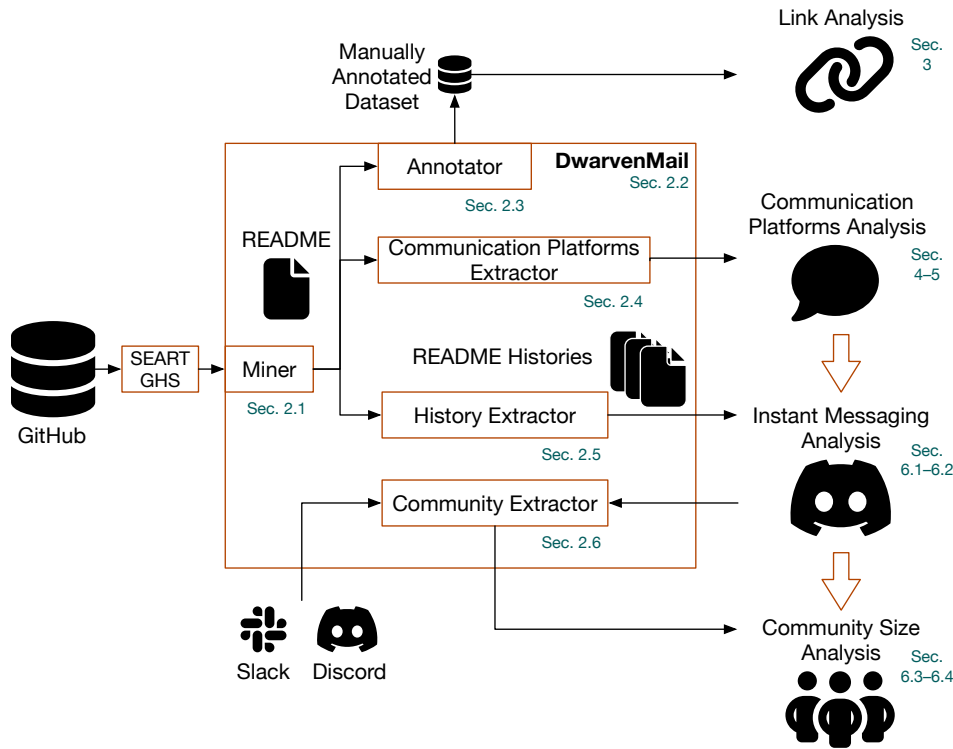 Link Analysis
Sec.
3
Manually
Annotated
Dataset
Annotator
DwarvenMail
Sec. 2.2
Sec. 2.3
README
Communication Platforms
Extractor
Sec. 2.4
Communication
Platforms Analysis
Sec.
4–5
GitHub
SEART
GHS
Miner
Sec. 2.1
README Histories
History Extractor
Sec. 2.5
Instant Messaging
Analysis
Sec.
6.1–6.2
Community Extractor
Sec. 2.6
Slack
Discord
Community Size
Analysis
Sec.
6.3–6.4